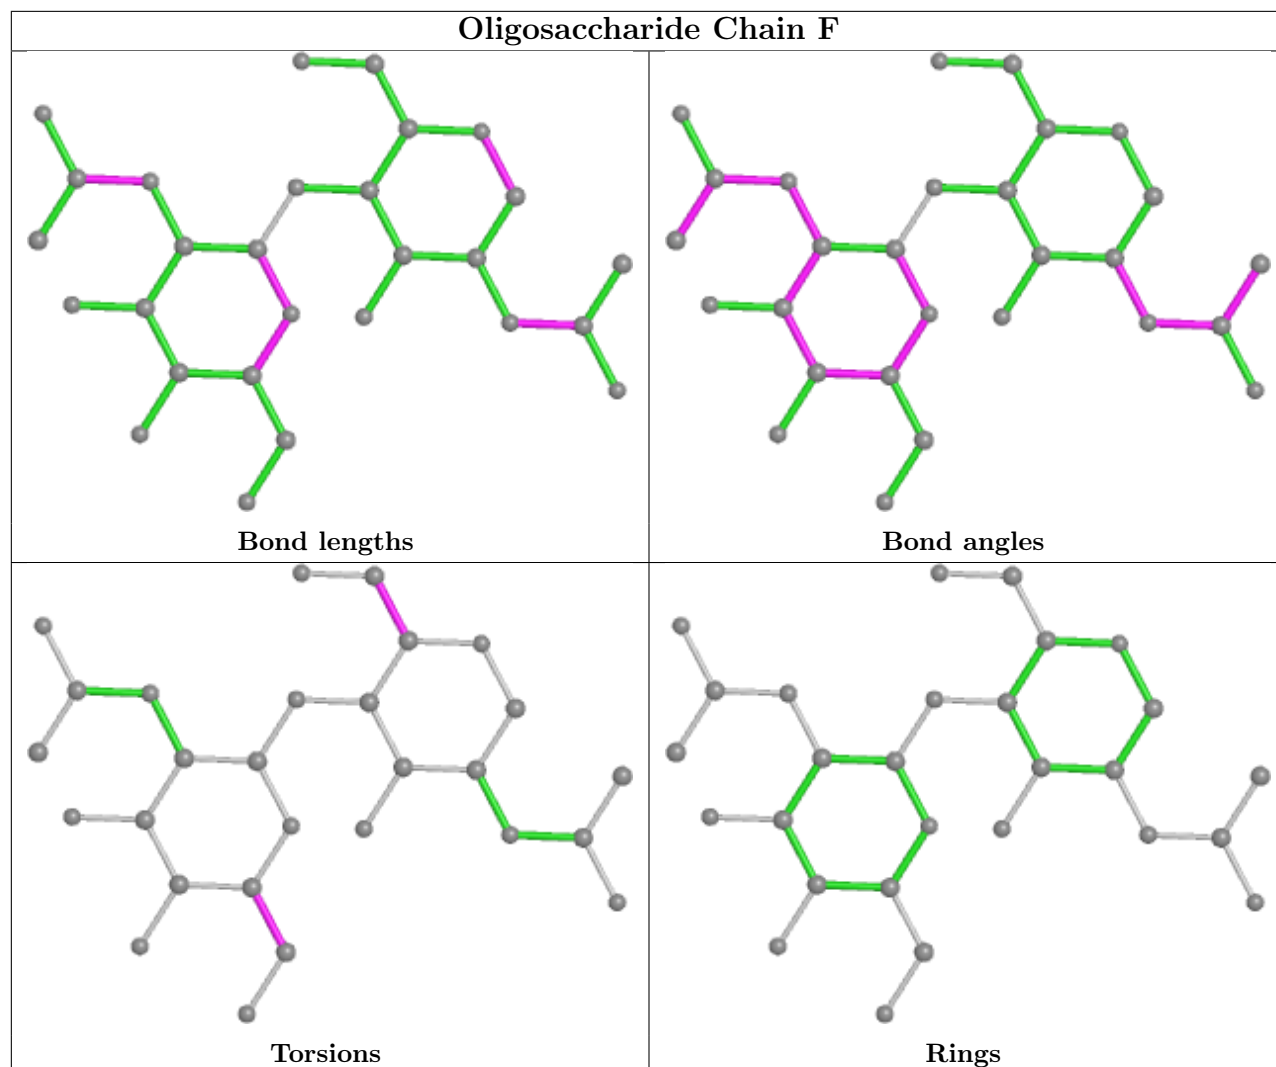 Oligosaccharide Chain F
Bond lengths
Bond angles
Torsions
Rings